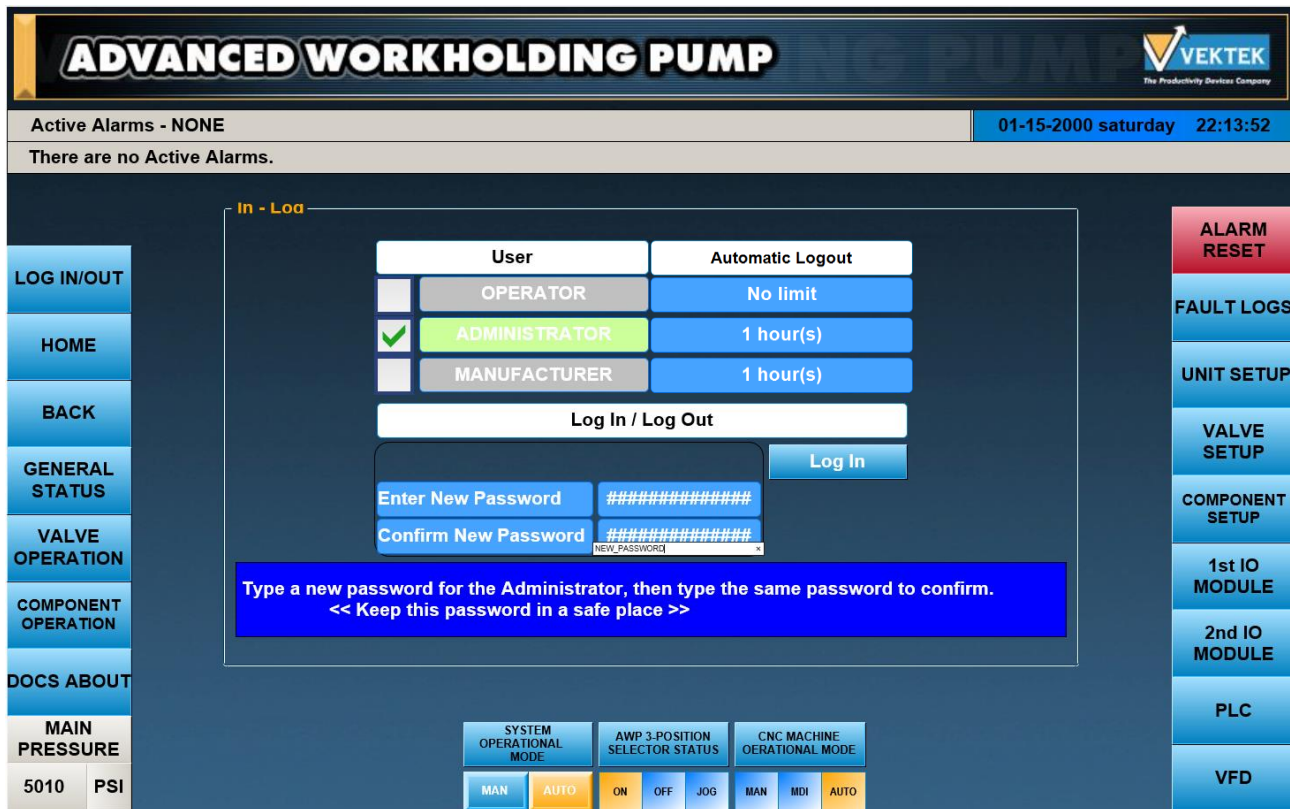 ADVANCED WORKHOLDING PUMP
VEKTEK
The Productivity Devices Company
Active Alarms - NONE
01-15-2000 saturday 22:13:52
There are no Active Alarms.
LOG IN/OUT
HOME
BACK
GENERAL
STATUS
VALVE
OPERATION
COMPONENT
OPERATION
DOCS ABOUT
MAIN
PRESSURE
5010 PSI
In - Log
User Automatic Logout
OPERATOR No limit
ADMINISTRATOR 1 hour(s)
MANUFACTURER 1 hour(s)
Log In / Log Out
Log In
Enter New Password ##############
Confirm New Password ##############
NEW_PASSWORD ×
Type a new password for the Administrator, then type the same password to confirm.
<< Keep this password in a safe place >>
SYSTEM
OPERATIONAL
MODE
MAN AUTO
AWP 3-POSITION
SELECTOR STATUS
ON OFF JOG
CNC MACHINE
OERATIONAL MODE
MAN MDI AUTO
ALARM
RESET
FAULT LOGS
UNIT SETUP
VALVE
SETUP
COMPONENT
SETUP
1st IO
MODULE
2nd IO
MODULE
PLC
VFD